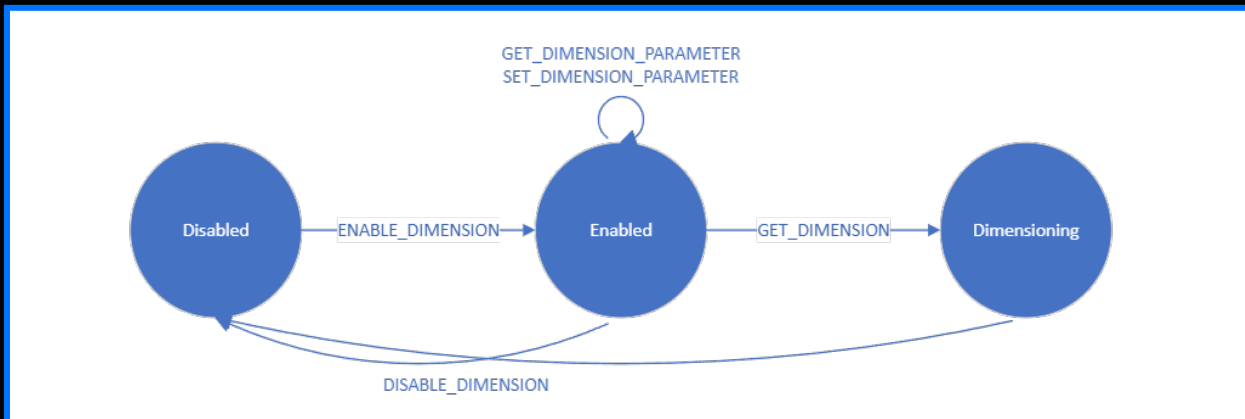 GET_DIMENSION_PARAMETER
SET_DIMENSION_PARAMETER
Disabled
ENABLE_DIMENSION
Enabled
GET_DIMENSION
Dimensioning
DISABLE_DIMENSION